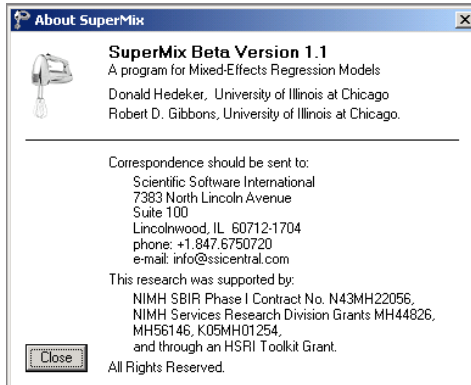 About SuperMix
SuperMix Beta Version 1.1
A program for Mixed-Effects Regression Models
Donald Hedeker, University of Illinois at Chicago
Robert D. Gibbons, University of Illinois at Chicago.
Correspondence should be sent to:
Scientific Software International
7383 North Lincoln Avenue
Suite 100
Lincolnwood, IL 60712-1704
phone: +1.847.6750720
e-mail: info@ssicentral.com
This research was supported by:
NIMH SBIR Phase I Contract No. N43MH22056,
NIMH Services Research Division Grants MH44826,
MH56146, K05MH01254,
and through an HSRI Toolkit Grant.
Close
All Rights Reserved.